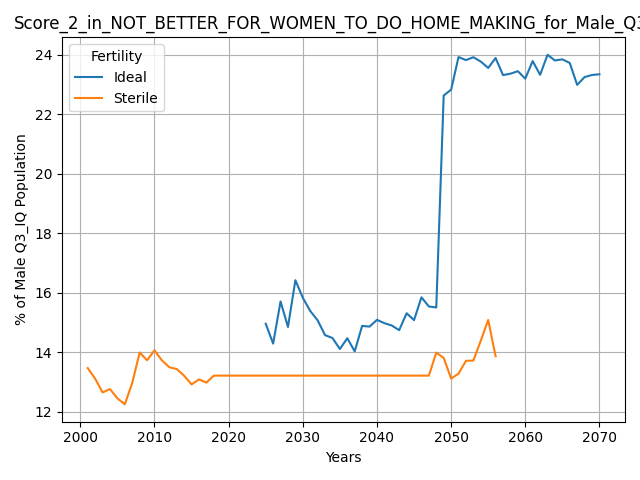 Score_2_in_NOT_BETTER_FOR_WOMEN_TO_DO_HOME_MAKING_for_Male_Q3
Fertility
Ideal
Sterile
% of Male Q3_IQ Population
24
22
20
18
16
14
12
2000 2010 2020 2030 2040 2050 2060 2070
Years